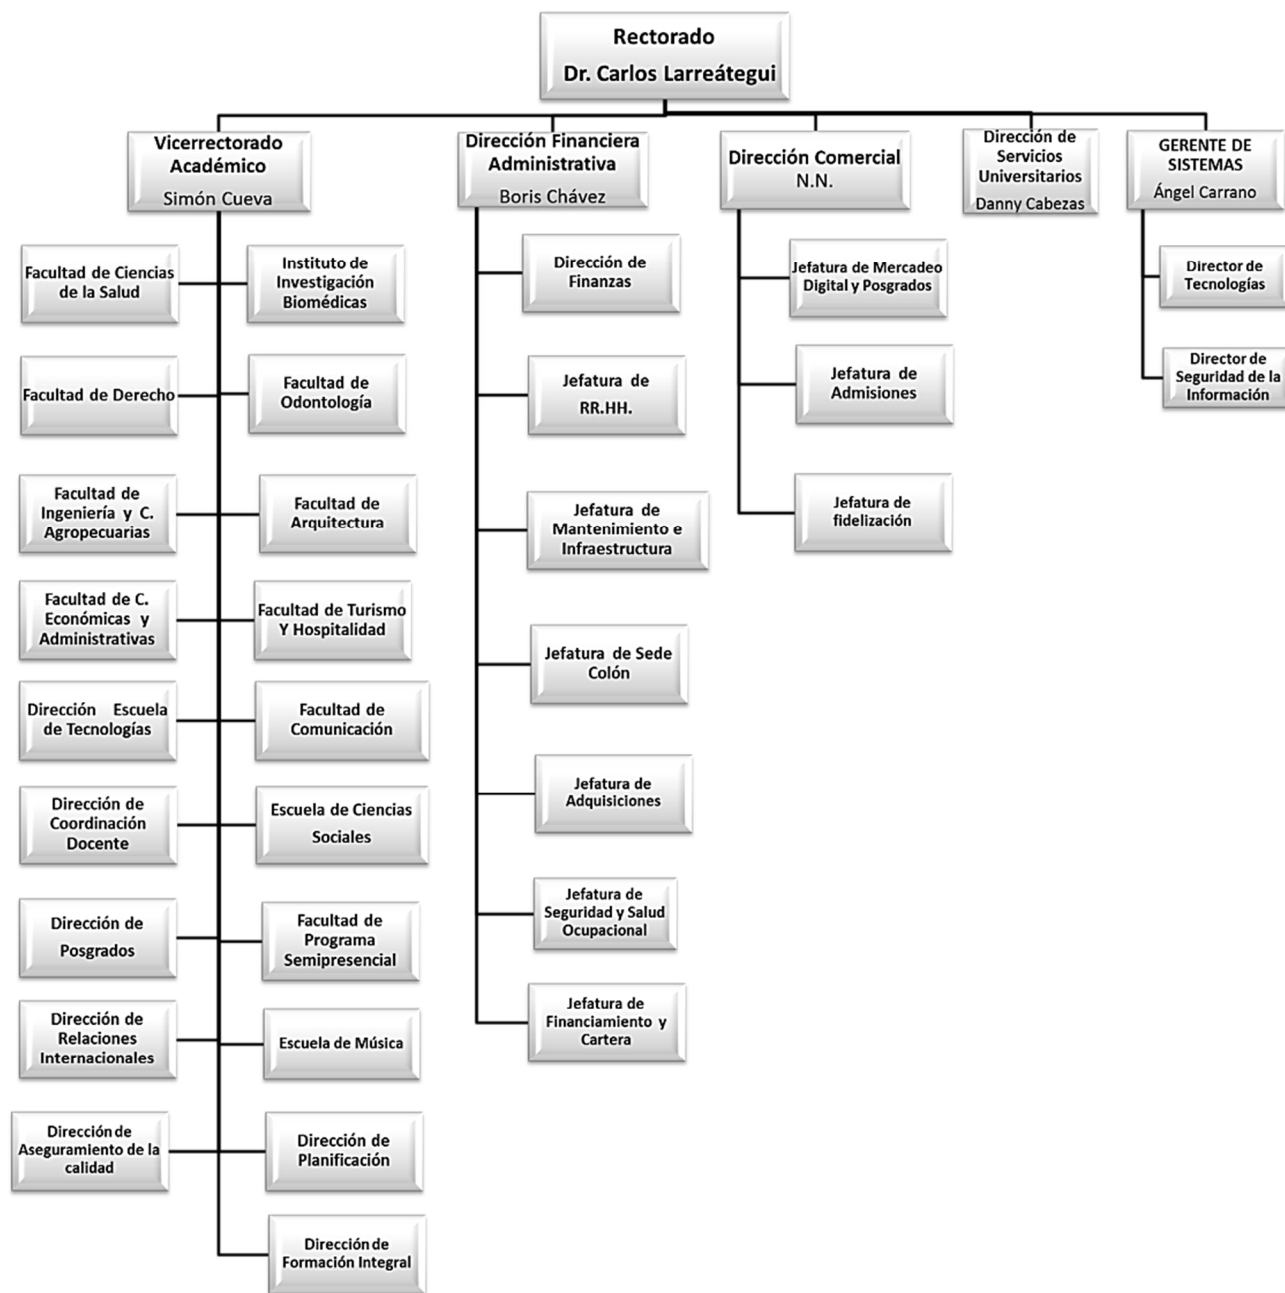 Rectorado
Dr. Carlos Larreátegui
Vicerrectorado
Académico
Simón Cueva
Dirección Financiera
Administrativa
Boris Chávez
Dirección Comercial
N.N.
Dirección de
Servicios
Universitarios
Danny Cabezas
GERENTE DE
SISTEMAS
Ángel Carrano
Facultad de Ciencias
de la Salud
Instituto de
Investigación
Biomédicas
Facultad de Derecho
Facultad de
Odontología
Facultad de
Ingeniería y C.
Agropecuarias
Facultad de
Arquitectura
Facultad de C.
Económicas y
Administrativas
Facultad de Turismo
Y Hospitalidad
Dirección Escuela
de Tecnologías
Facultad de
Comunicación
Dirección de
Coordinación
Docente
Escuela de Ciencias
Sociales
Dirección de
Posgrados
Facultad de
Programa
Semipresencial
Dirección de
Relaciones
Internacionales
Escuela de Música
Dirección de
Aseguramiento de la
calidad
Dirección de
Planificación
Dirección de
Formación Integral
Dirección de
Finanzas
Jefatura de
RR.HH.
Jefatura de
Mantenimiento e
Infraestructura
Jefatura de Sede
Colón
Jefatura de
Adquisiciones
Jefatura de
Seguridad y Salud
Ocupacional
Jefatura de
Financiamiento y
Cartera
Jefatura de Mercadeo
Digital y Posgrados
Jefatura de
Admisiones
Jefatura de
fidelización
Director de
Tecnologías
Director de
Seguridad de la
Información